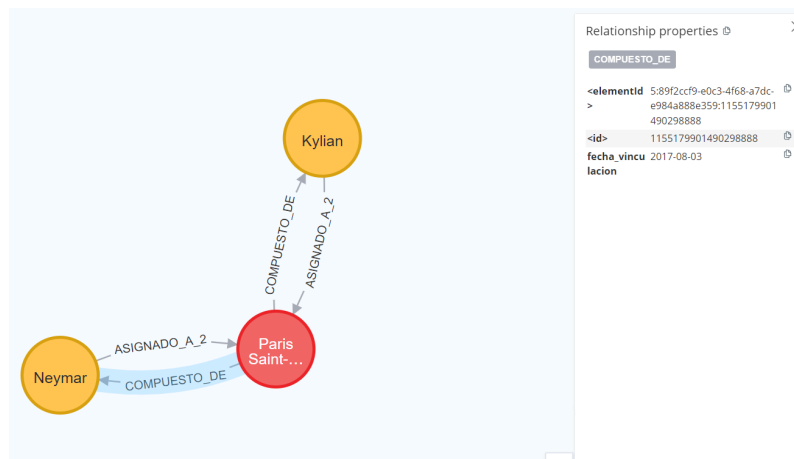 Kylian
COMPUESTO_DE
ASIGNADO_A_2
ASIGNADO_A_2
Paris
Saint-...
Neymar
COMPUESTO_DE
Relationship properties
COMPUESTO_DE
<elementId
>
5:89f2ccf9-e0c3-4f68-a7dc-
e984a888e359:1155179901
490298888
<id> 1155179901490298888
fecha_vincu 2017-08-03
lacion